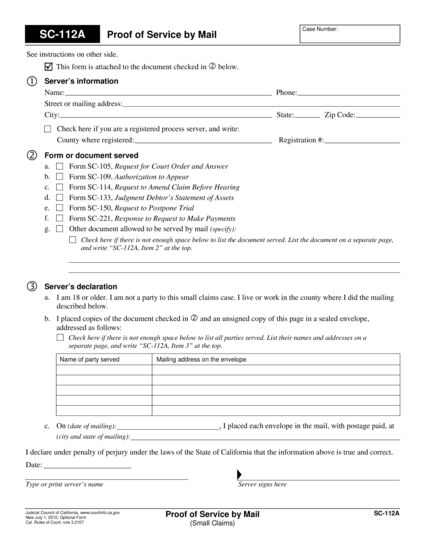 SC-112A
Proof of Service by Mail
Case Number:
See instructions on other side.
This form is attached to the document checked in ② below.
① Server's information
Name: Phone:
Street or mailing address:
City: State: Zip Code:
Check here if you are a registered process server, and write:
County where registered: Registration #:
② Form or document served
a. Form SC-105, Request for Court Order and Answer
b. Form SC-109, Authorization to Appear
c. Form SC-114, Request to Amend Claim Before Hearing
d. Form SC-133, Judgment Debtor's Statement of Assets
e. Form SC-150, Request to Postpone Trial
f. Form SC-221, Response to Request to Make Payments
g. Other document allowed to be served by mail (specify):
Check here if there is not enough space below to list the document served. List the document on a separate page,
and write "SC-112A, Item 2" at the top.
③ Server's declaration
a. I am 18 or older. I am not a party to this small claims case. I live or work in the county where I did the mailing
described below.
b. I placed copies of the document checked in ② and an unsigned copy of this page in a sealed envelope,
addressed as follows:
Check here if there is not enough space below to list all parties served. List their names and addresses on a
separate page, and write "SC-112A, Item 3" at the top.
Name of party served Mailing address on the envelope
c. On (date of mailing): , I placed each envelope in the mail, with postage paid, at
(city and state of mailing):
I declare under penalty of perjury under the laws of the State of California that the information above is true and correct.
Date:
Type or print server's name Server signs here
Judicial Council of California, www.courtinfo.ca.gov
New July 1, 2010, Optional Form
Cal. Rules of Court, rule 3.2107
Proof of Service by Mail
(Small Claims)
SC-112A